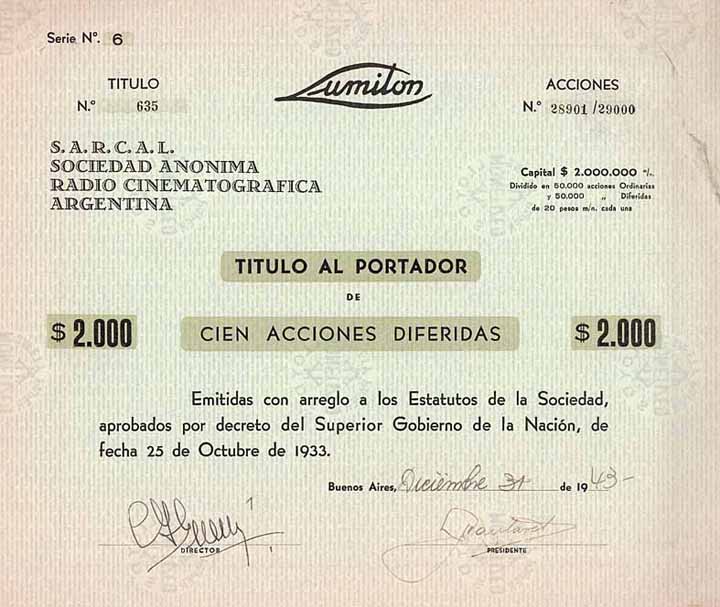 Serie N.º 6
TITULO
N.º 635
Lumiton
ACCIONES
N.º 28901/29000
S. A. R. C. A. L.
SOCIEDAD ANONIMA
RADIO CINEMATOGRAFICA
ARGENTINA
Capital $ 2.000.000 m/n.
Dividido en 50.000 acciones Ordinarias
y 50.000 „ Diferidas
de 20 pesos m/n. cada una
TITULO AL PORTADOR
DE
$ 2.000
CIEN ACCIONES DIFERIDAS
$ 2.000
Emitidas con arreglo a los Estatutos de la Sociedad,
aprobados por decreto del Superior Gobierno de la Nación, de
fecha 25 de Octubre de 1933.
Buenos Aires, Diciembre 31 de 1943-
DIRECTOR
PRESIDENTE